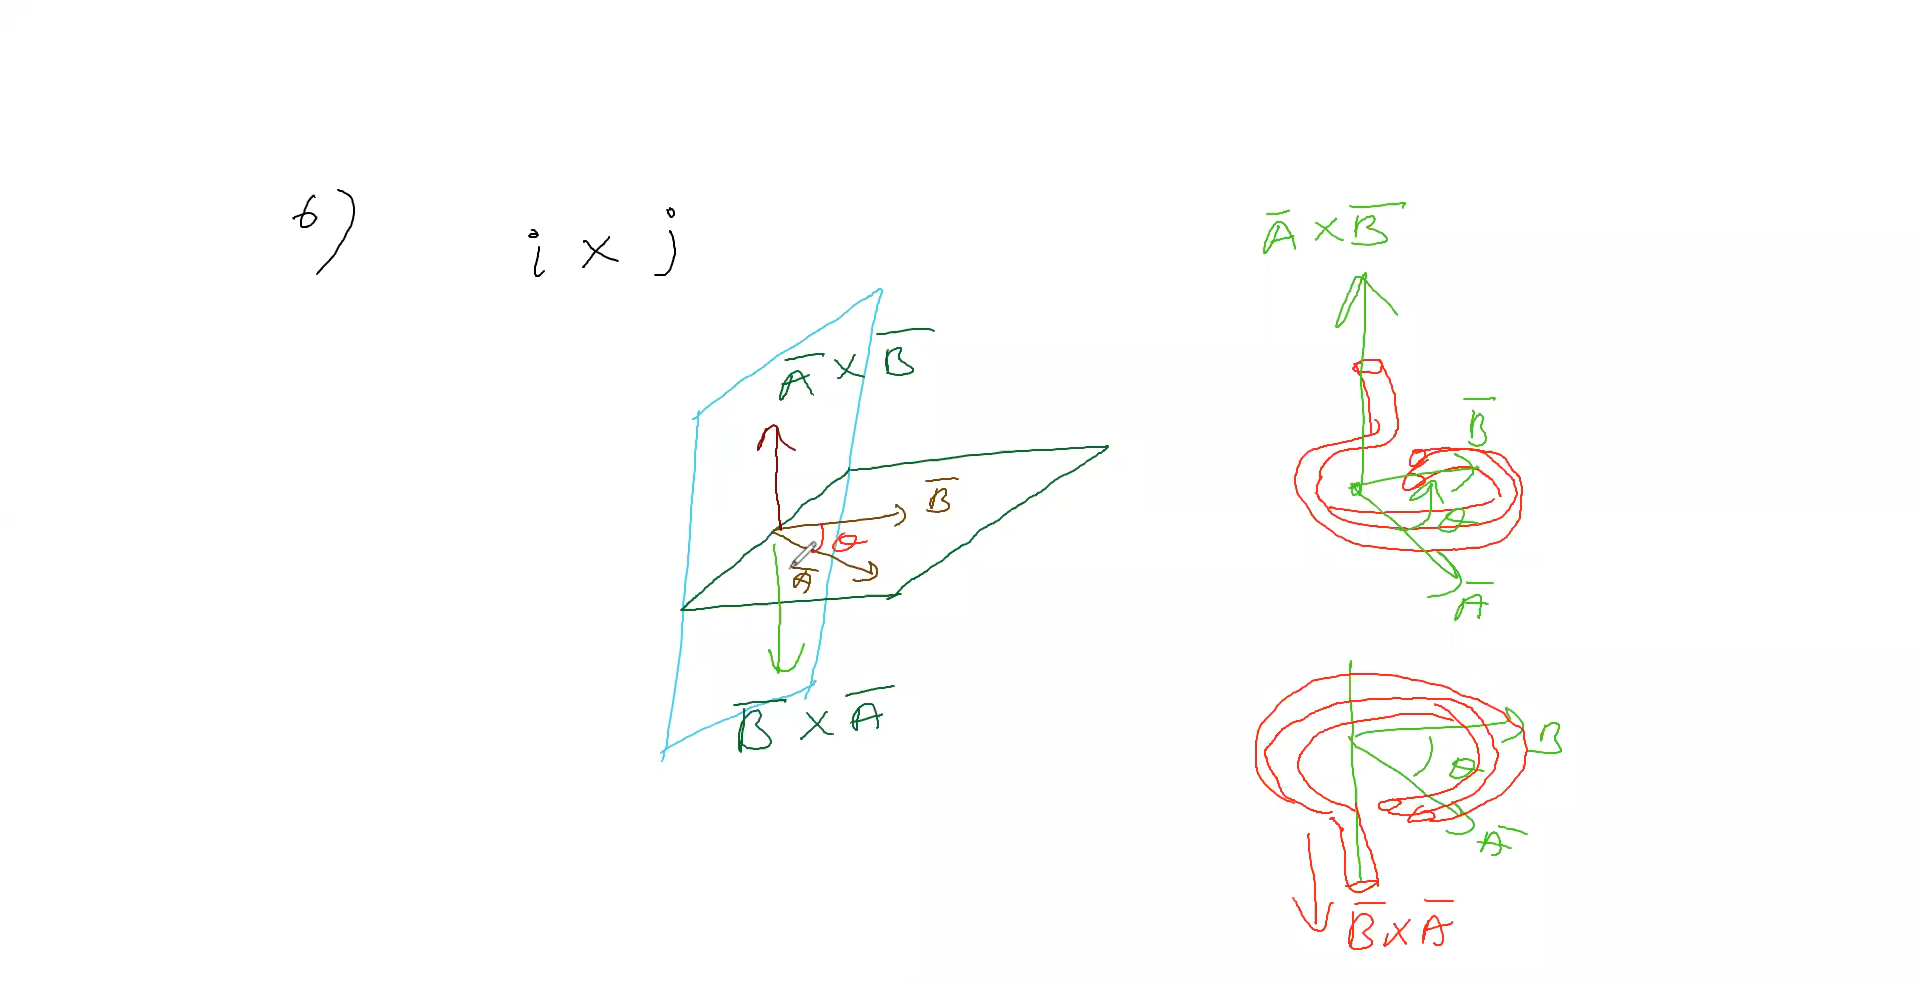 6)
i × j
A̅ × B̅
B̅
θ
A̅
B̅ × A̅
A̅ × B̅
B̅
θ
A̅
B
θ
A̅
B̅ × A̅